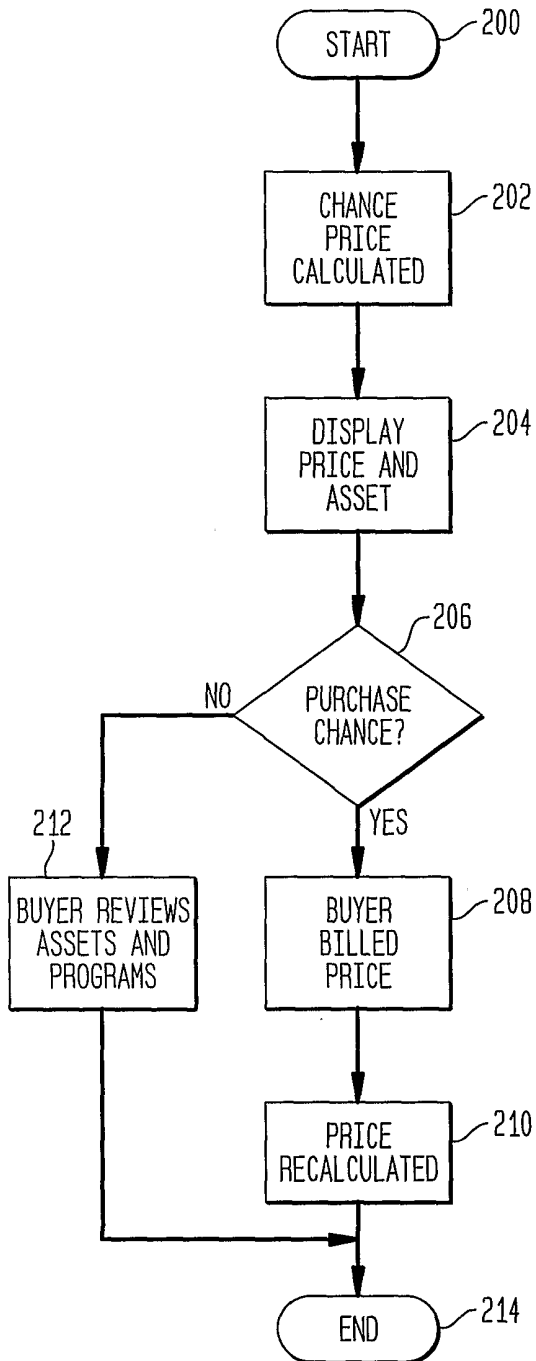 START
200
CHANCE
PRICE
CALCULATED
202
DISPLAY
PRICE AND
ASSET
204
206
PURCHASE
CHANCE?
NO
YES
212
BUYER REVIEWS
ASSETS AND
PROGRAMS
BUYER
BILLED
PRICE
208
PRICE
RECALCULATED
210
END
214